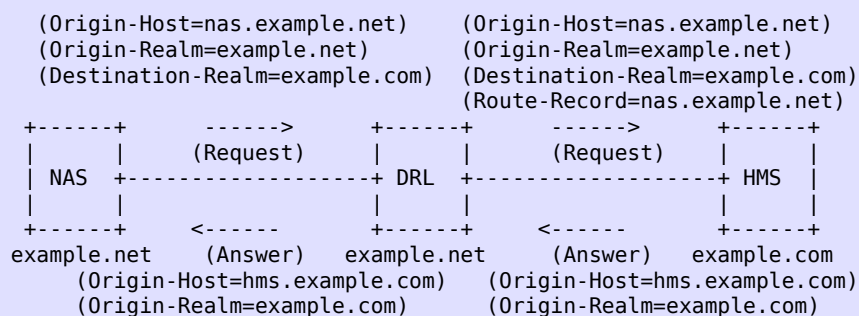 (Origin-Host=nas.example.net) (Origin-Host=nas.example.net)
(Origin-Realm=example.net) (Origin-Realm=example.net)
(Destination-Realm=example.com) (Destination-Realm=example.com)
(Route-Record=nas.example.net)
+------+ ------> +------+ ------> +------+
| | (Request) | | (Request) | |
| NAS +-------------------+ DRL +-------------------+ HMS |
| | | | | |
+------+ <------ +------+ <------ +------+
example.net (Answer) example.net (Answer) example.com
(Origin-Host=hms.example.com) (Origin-Host=hms.example.com)
(Origin-Realm=example.com) (Origin-Realm=example.com)